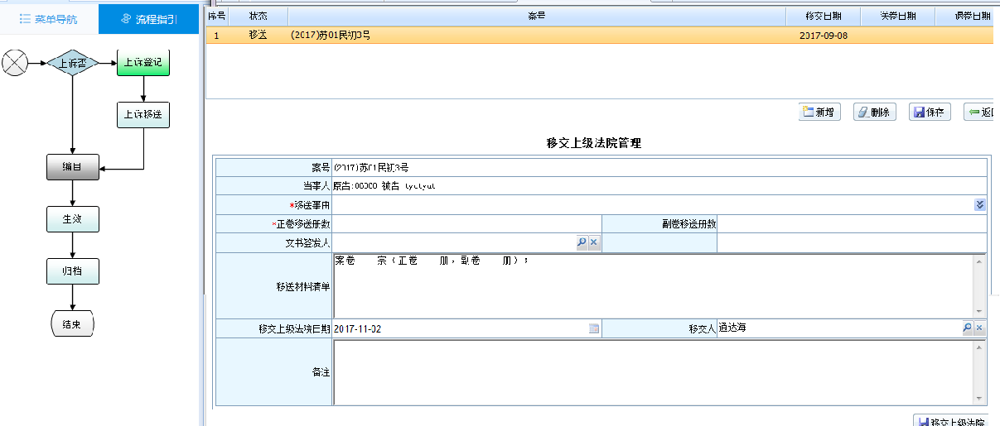 菜单导航
流程指引
上诉否
上诉登记
上诉移送
编目
生效
归档
结束
序号 状态 案号 移交日期 送卷日期 退卷日期
1 移送 (2017)苏01民初3号 2017-09-08
新增 删除 保存
移交上级法院管理
案号 (2017)苏01民初3号
当事人 原告:00000 被告
*移送事由
*正卷移送册数 副卷移送册数
文书签发人
移送材料清单 案卷 宗（正卷 册，副卷 册）；
移交上级法院日期 2017-11-02 移交人 通达海
备注
移交上级法院